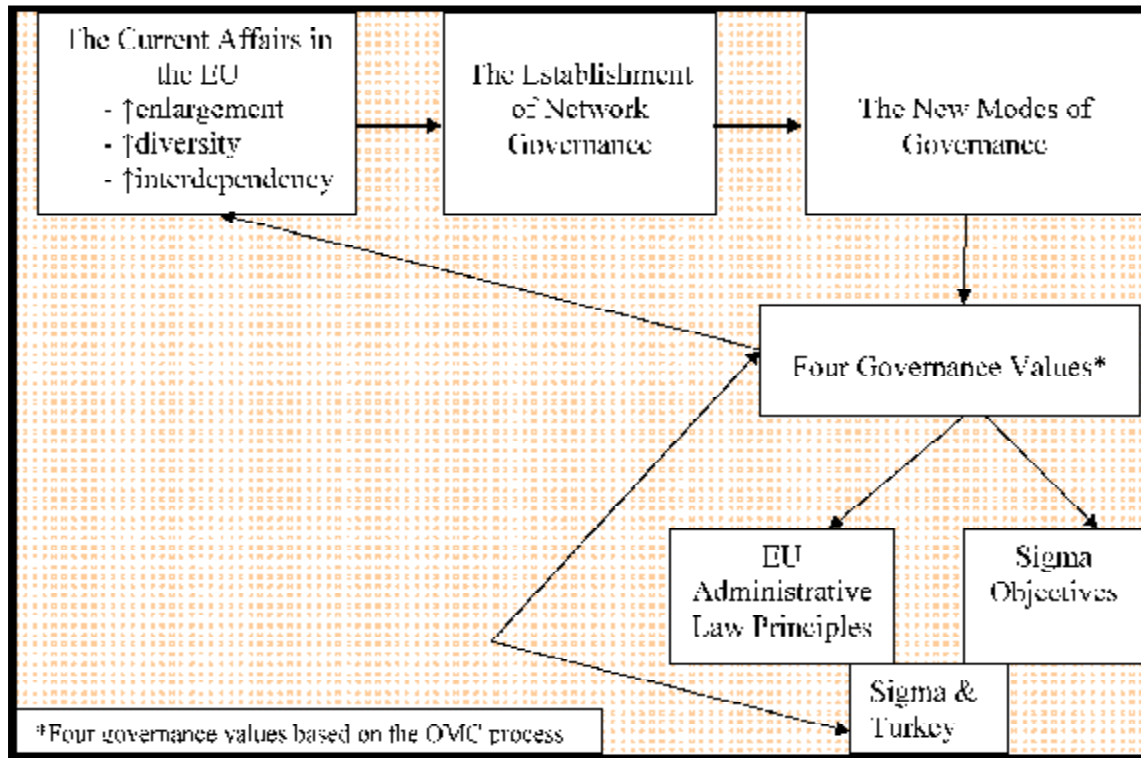 The Current Affairs in
the EU
- ↑enlargement
- ↑diversity
- ↑interdependency
The Establishment
of Network
Governance
The New Modes of
Governance
Four Governance Values*
EU
Administrative
Law Principles
Sigma
Objectives
Sigma &
Turkey
*Four governance values based on the OMC process